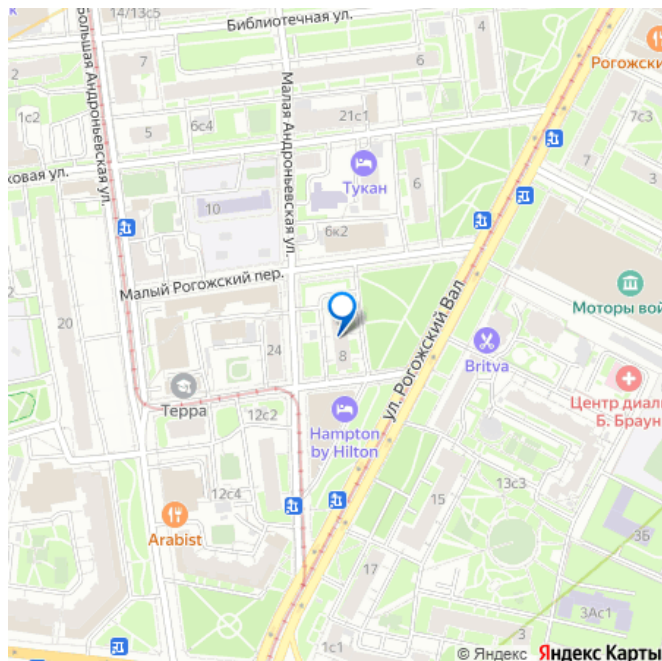 14/13с5
Библиотечная ул.
к
Рогожски
4
2
7
6
Большая Андроньевская ул.
Малая Андроньевская ул.
1с2
5
6с4
21с1
7с3
7
ковая ул.
Тукан
6
3
10
6к2
Малый Рогожский пер.
Моторы вой
20
ул. Рогожский Вал
24
8
Britva
Терра
12с2
Центр диали
Б. Браун
Hampton
by Hilton
12с4
13с3
15
Arabist
3Б
17
3Ас1
1с1
3
© Яндекс Яндекс Карты